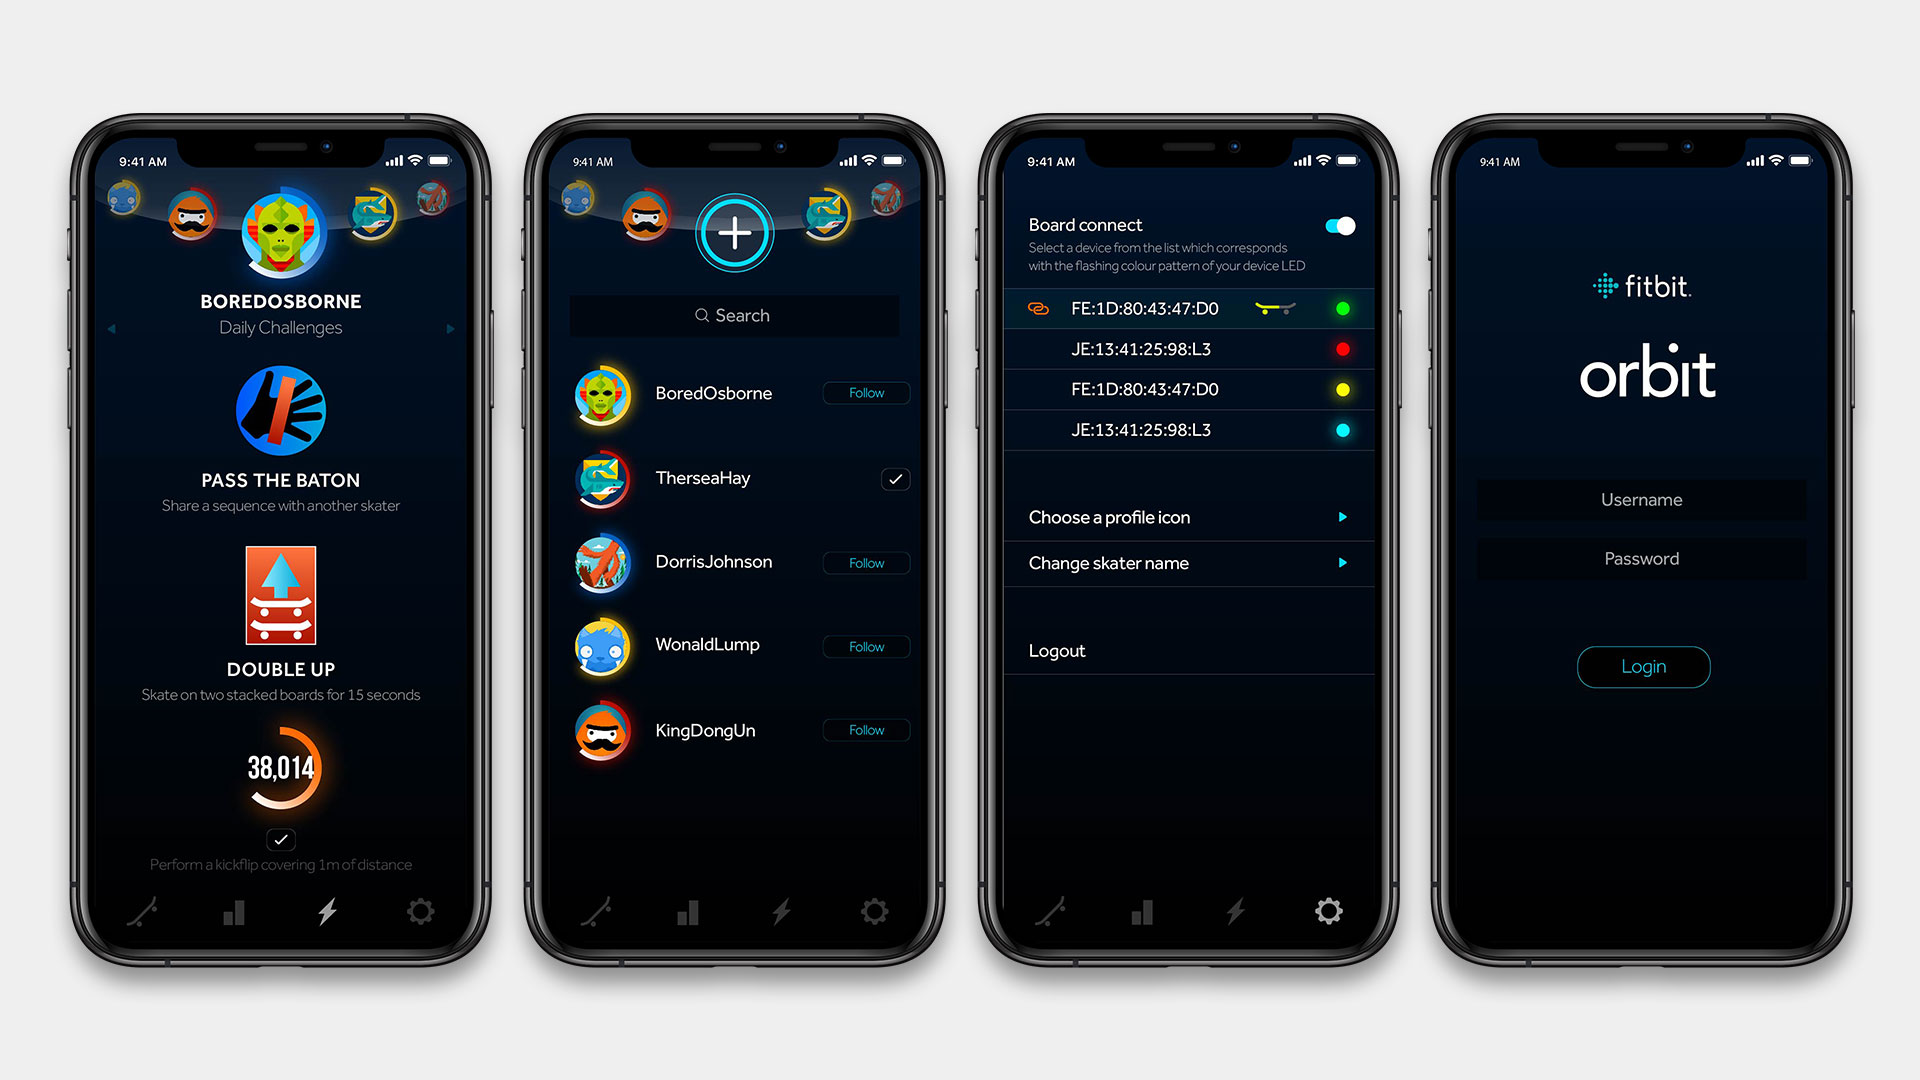 9:41 AM
BOREDOSBORNE
Daily Challenges
PASS THE BATON
Share a sequence with another skater
DOUBLE UP
Skate on two stacked boards for 15 seconds
38,014
Perform a kickflip covering 1m of distance
9:41 AM
Search
BoredOsborne
Follow
TherseaHay
DorrisJohnson
Follow
WonaldLump
Follow
KingDongUn
Follow
9:41 AM
Board connect
Select a device from the list which corresponds
with the flashing colour pattern of your device LED
FE:1D:80:43:47:D0
JE:13:41:25:98:L3
FE:1D:80:43:47:D0
JE:13:41:25:98:L3
Choose a profile icon
Change skater name
Logout
9:41 AM
fitbit.
orbit
Username
Password
Login